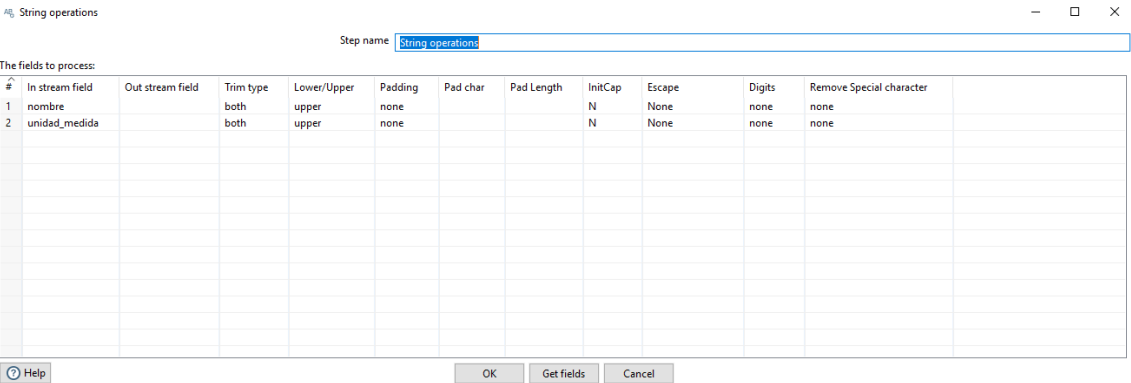 String operations
Step name String operations
The fields to process:
# In stream field Out stream field Trim type Lower/Upper Padding Pad char Pad Length InitCap Escape Digits Remove Special character
1 nombre both upper none N None none none
2 unidad_medida both upper none N None none none
Help OK Get fields Cancel